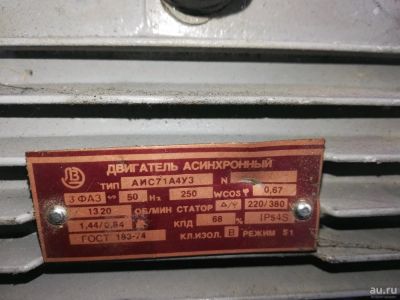 ДВИГАТЕЛЬ АСИНХРОННЫЙ
ТИП АИС71А4У3 N
3 ФАЗ 50 Hz 250 W COS φ 0,67
1320 ОБ/МИН СТАТОР Δ/Y 220/380
1,44/0,84 КПД 68 % IP54S
ГОСТ 183-74 КЛ.ИЗОЛ. В РЕЖИМ S1
au.ru